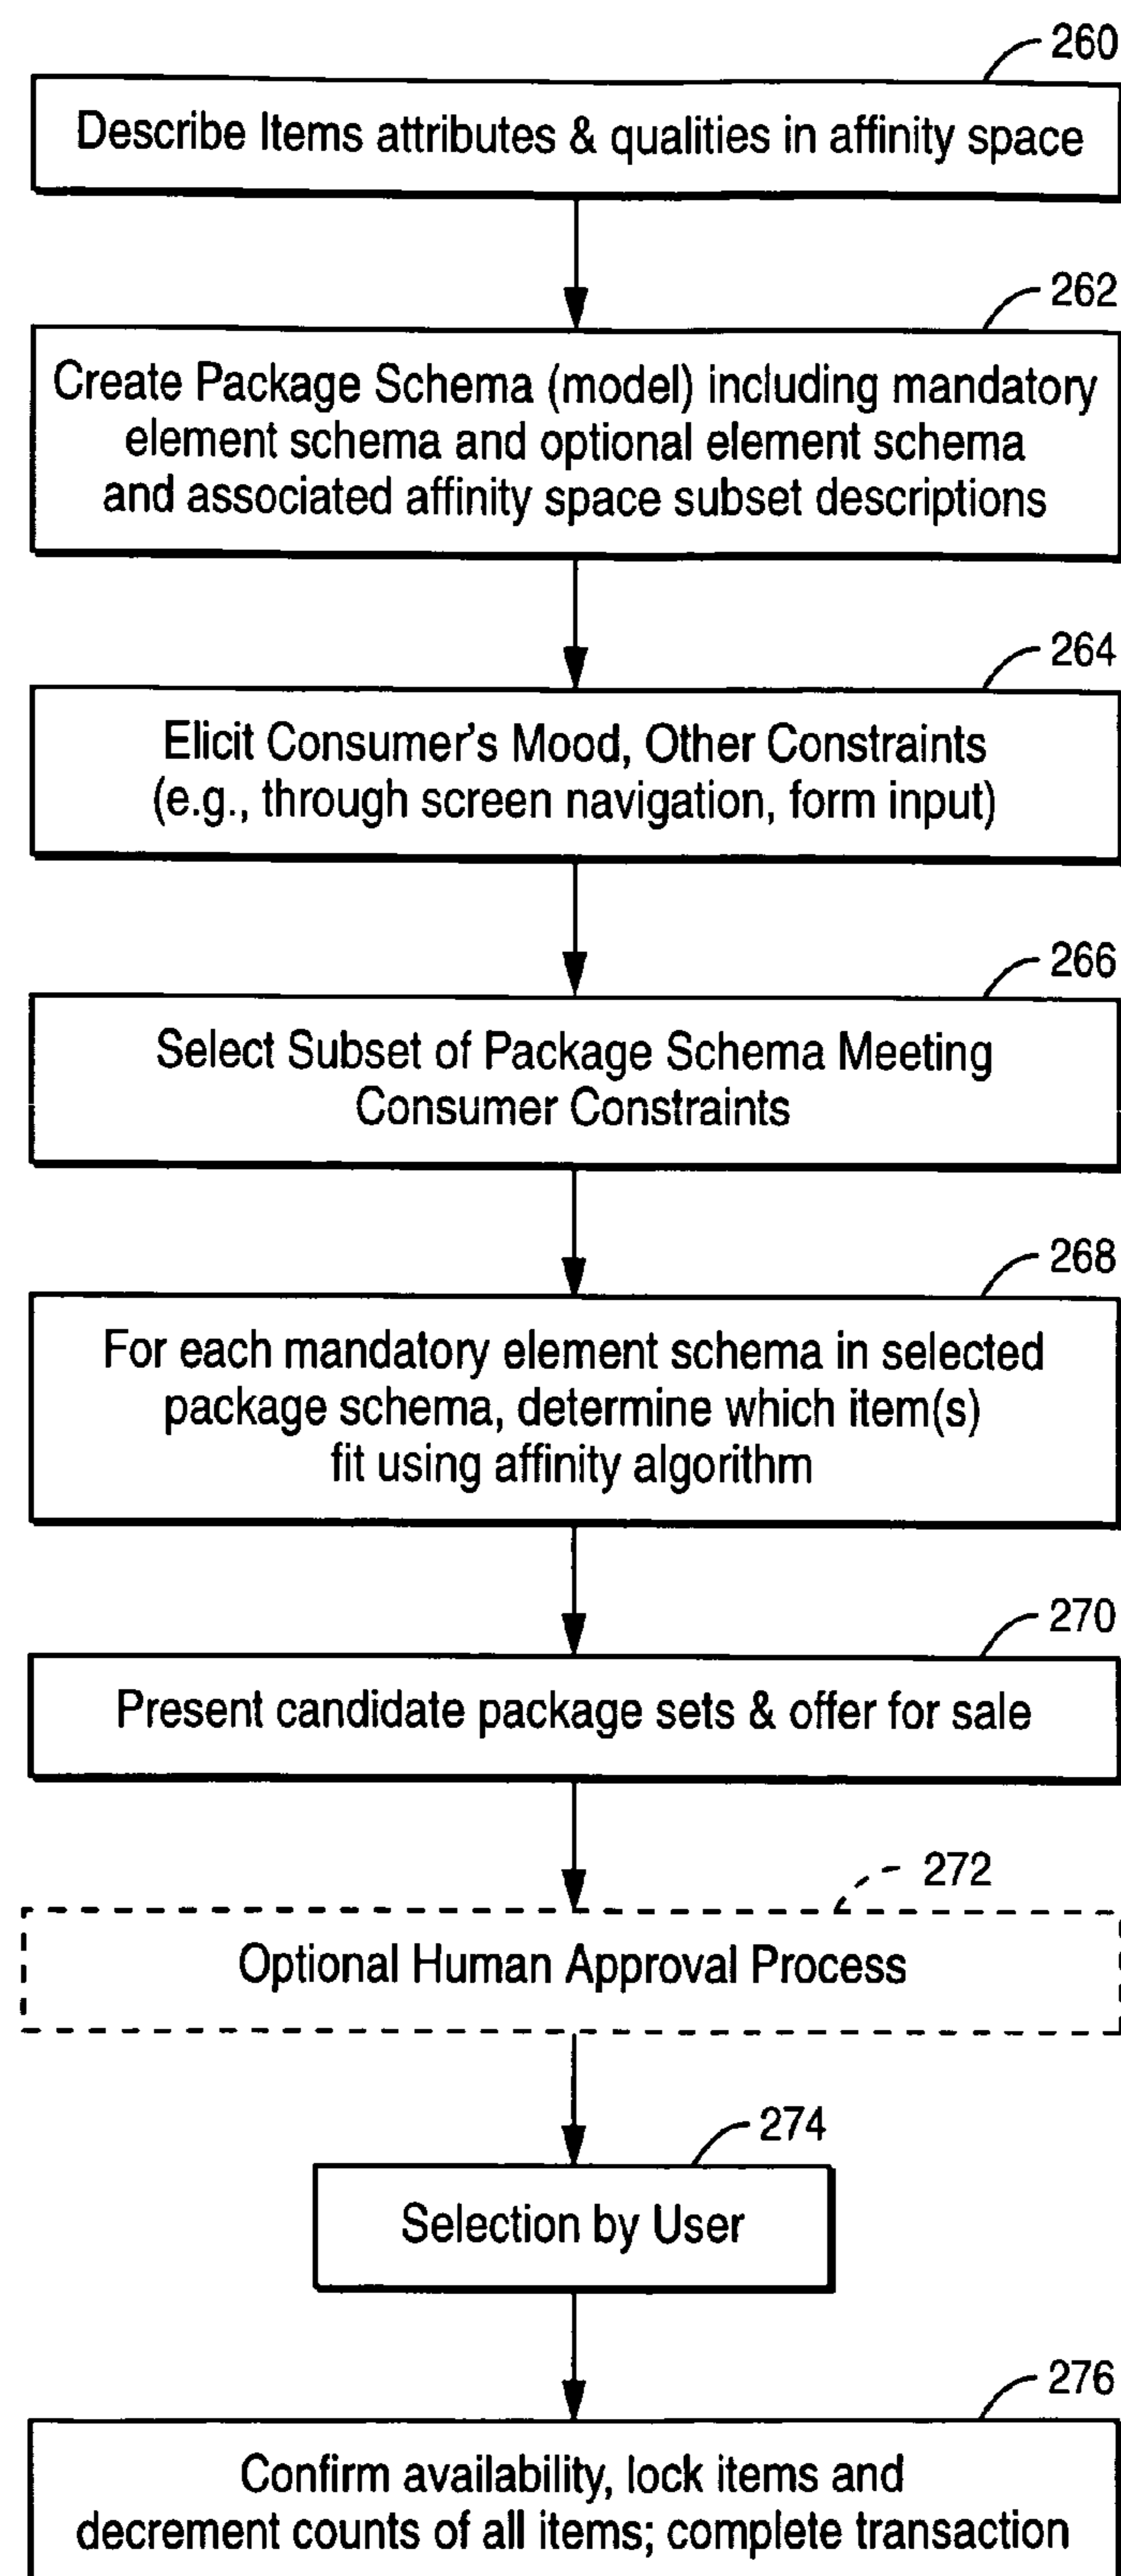 260
Describe Items attributes & qualities in affinity space
262
Create Package Schema (model) including mandatory
element schema and optional element schema
and associated affinity space subset descriptions
264
Elicit Consumer's Mood, Other Constraints
(e.g., through screen navigation, form input)
266
Select Subset of Package Schema Meeting
Consumer Constraints
268
For each mandatory element schema in selected
package schema, determine which item(s)
fit using affinity algorithm
270
Present candidate package sets & offer for sale
272
Optional Human Approval Process
274
Selection by User
276
Confirm availability, lock items and
decrement counts of all items; complete transaction